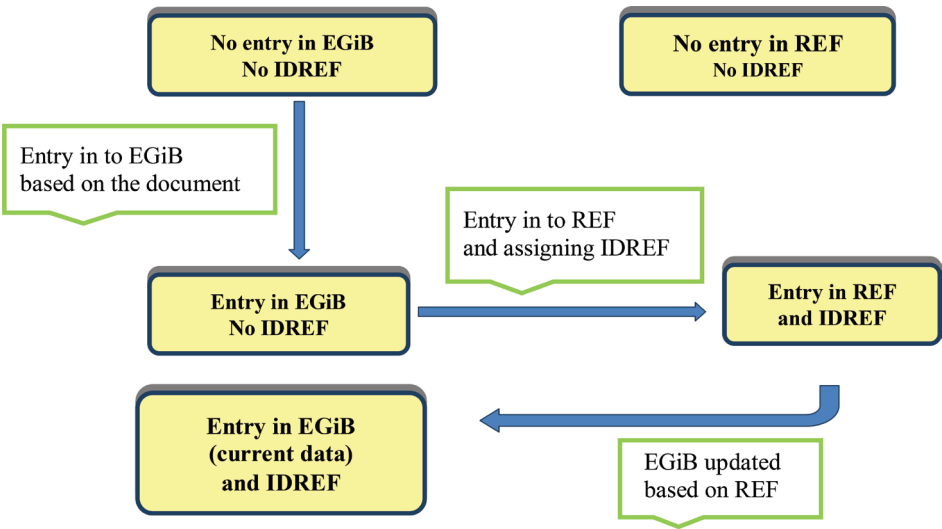 No entry in EGiB
No IDREF
No entry in REF
No IDREF
Entry in to EGiB
based on the document
Entry in to REF
and assigning IDREF
Entry in EGiB
No IDREF
Entry in REF
and IDREF
Entry in EGiB
(current data)
and IDREF
EGiB updated
based on REF